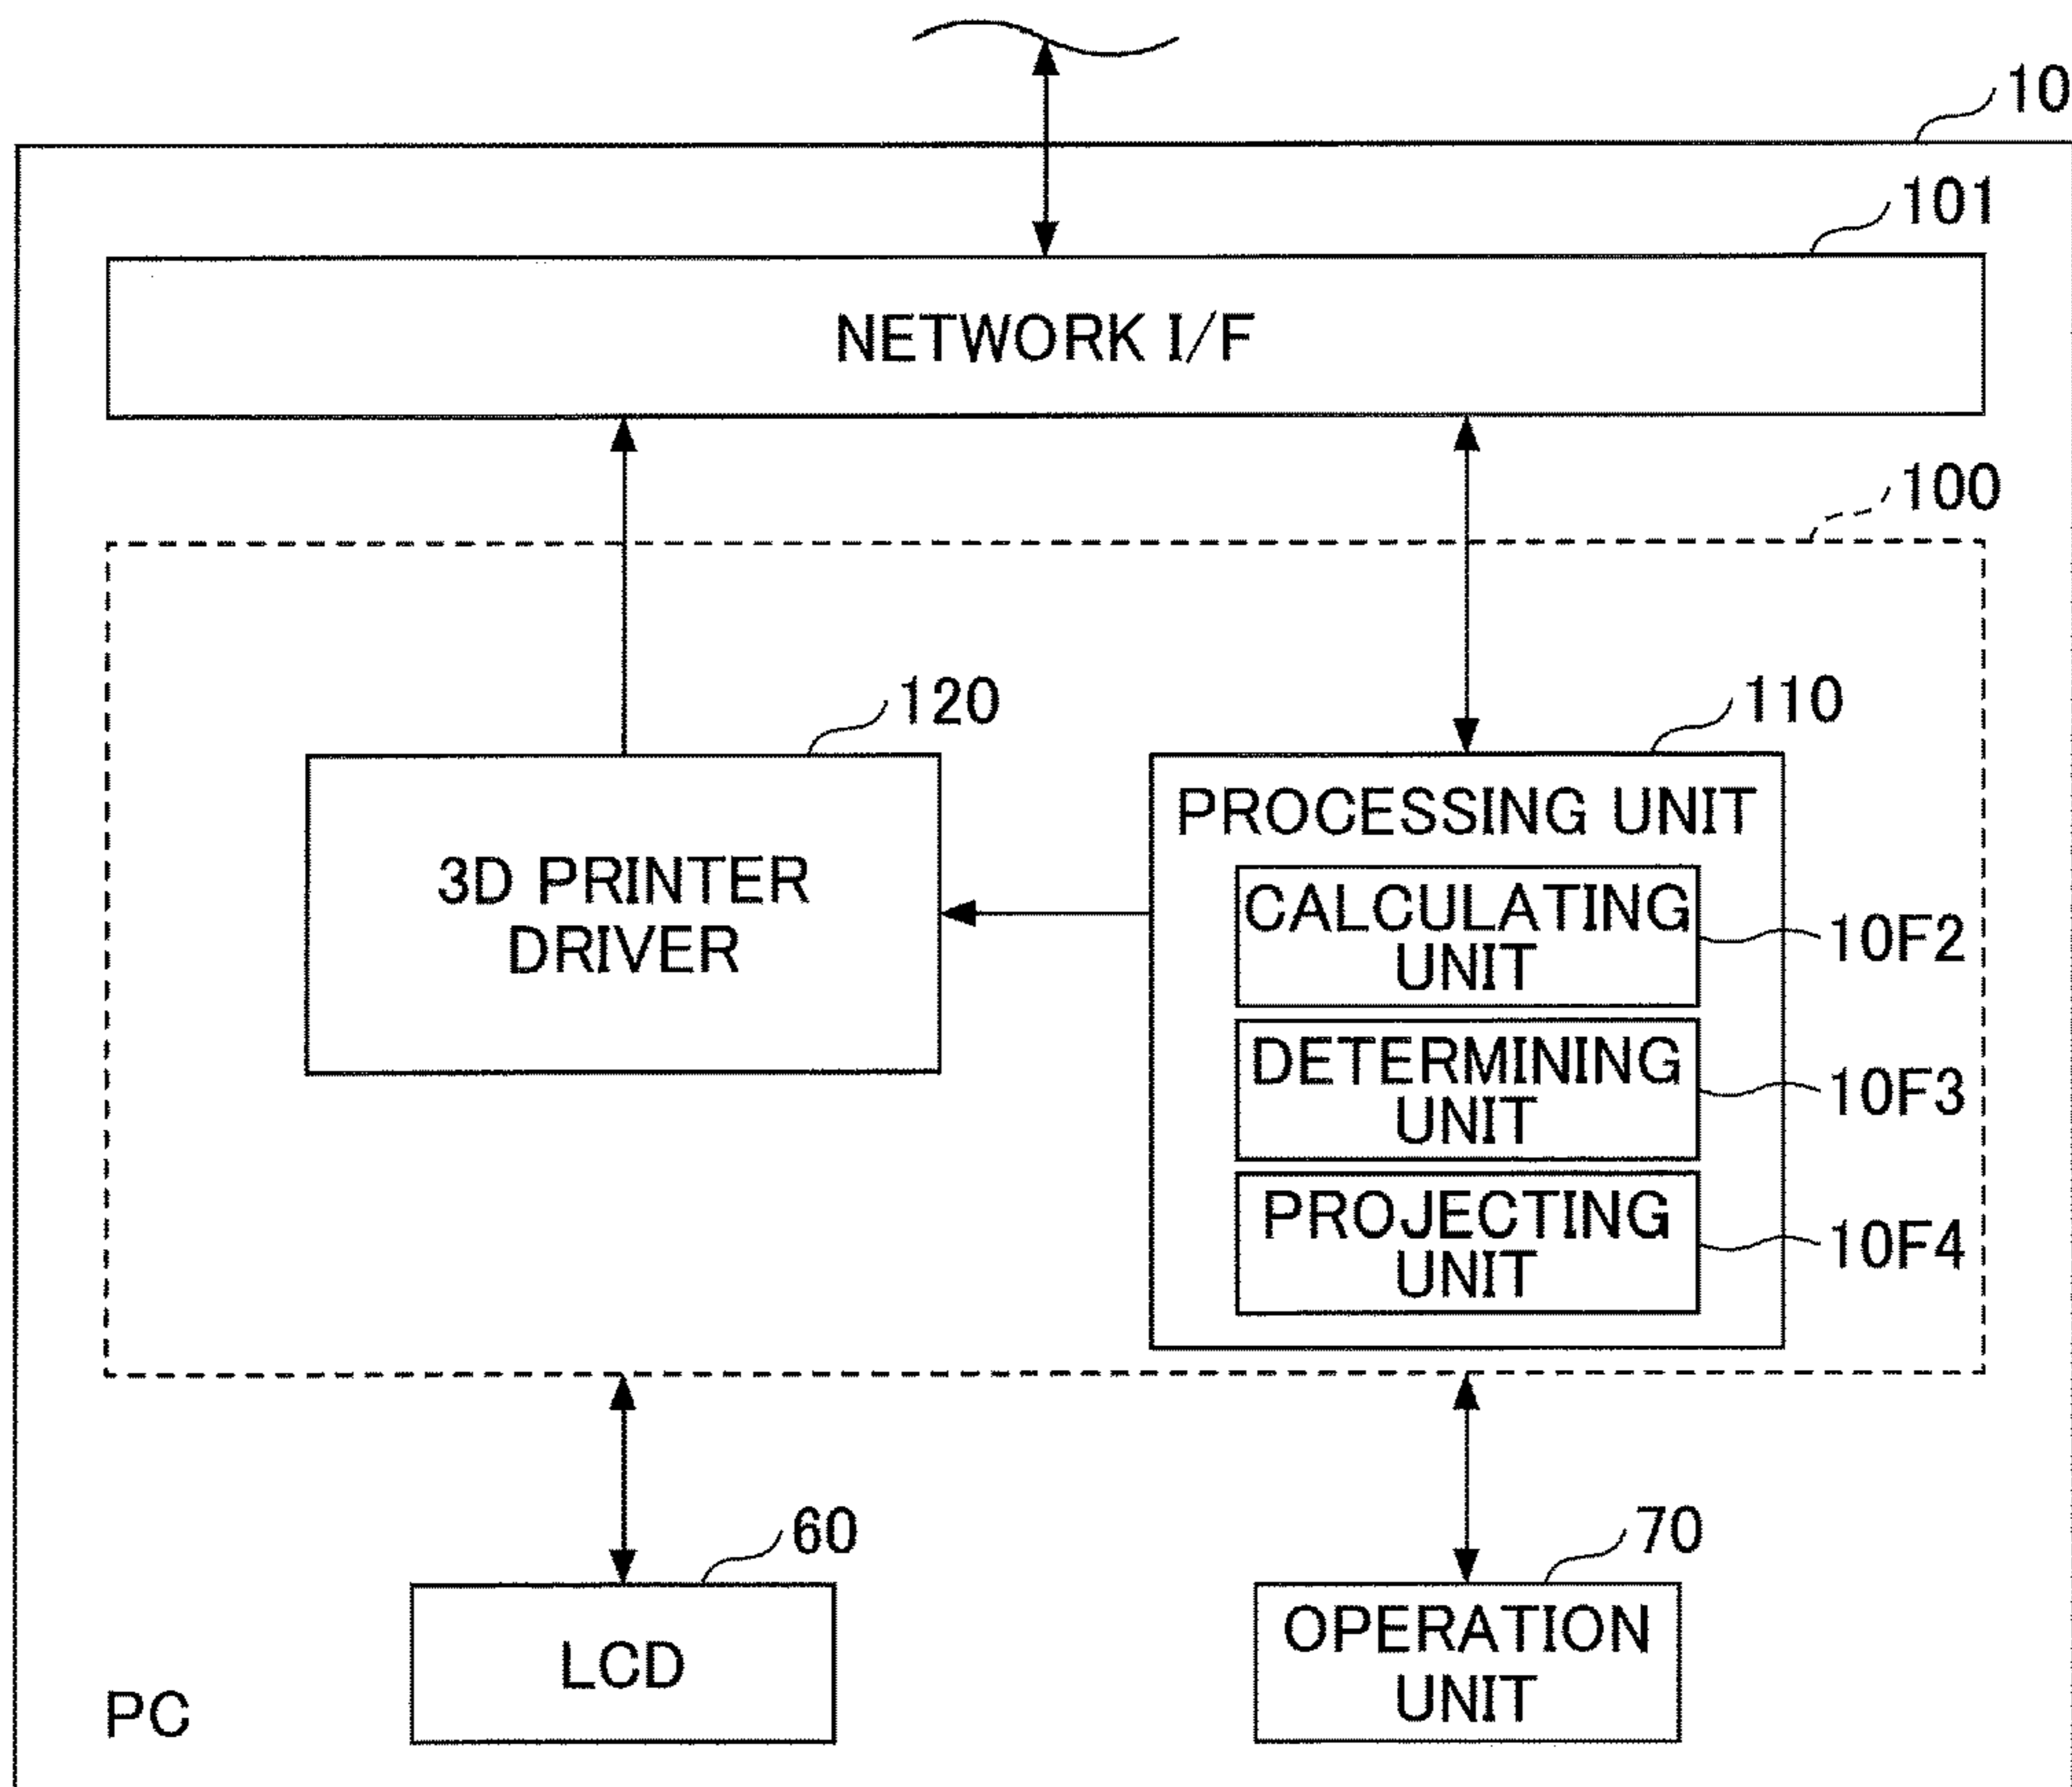 10
101
NETWORK I/F
100
120
110
3D PRINTER
DRIVER
PROCESSING UNIT
CALCULATING
UNIT
10F2
DETERMINING
UNIT
10F3
PROJECTING
UNIT
10F4
60
70
LCD
OPERATION
UNIT
PC